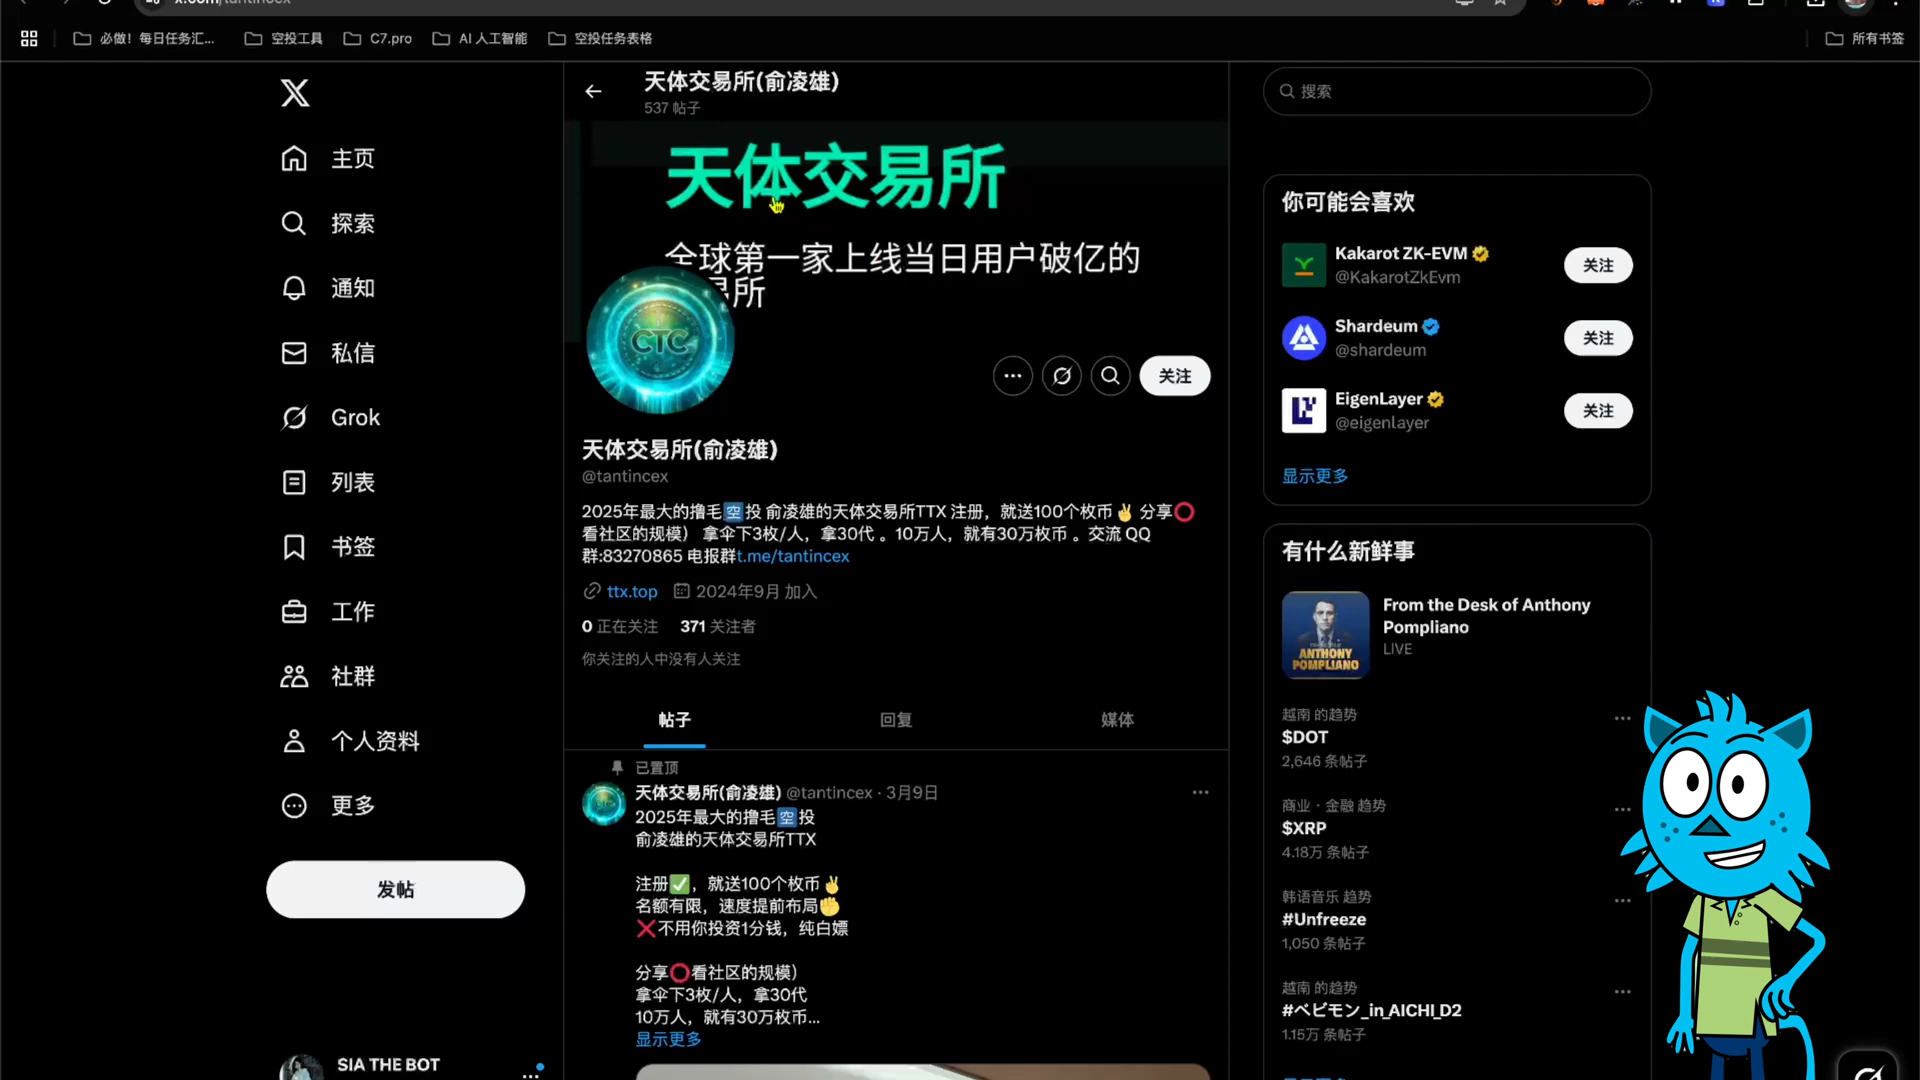 必做！每日任务汇...
空投工具
C7.pro
AI 人工智能
空投任务表格
所有书签
主页
探索
通知
私信
Grok
列表
书签
工作
社群
个人资料
更多
发帖
SIA THE BOT
天体交易所(俞凌雄)
537 帖子
天体交易所
全球第一家上线当日用户破亿的
易所
CTC
关注
天体交易所(俞凌雄)
@tantincex
2025年最大的撸毛🈳投 俞凌雄的天体交易所TTX 注册，就送100个枚币✌️ 分享⭕
看社区的规模） 拿伞下3枚/人，拿30代 。10万人，就有30万枚币 。交流 QQ
群:83270865 电报群t.me/tantincex
ttx.top 2024年9月 加入
0 正在关注 371 关注者
你关注的人中没有人关注
帖子 回复 媒体
已置顶
天体交易所(俞凌雄) @tantincex · 3月9日
2025年最大的撸毛🈳投
俞凌雄的天体交易所TTX
注册✅，就送100个枚币✌️
名额有限，速度提前布局✊
❌不用你投资1分钱，纯白嫖
分享⭕看社区的规模）
拿伞下3枚/人，拿30代
10万人，就有30万枚币...
显示更多
搜索
你可能会喜欢
Kakarot ZK-EVM
@KakarotZkEvm
关注
Shardeum
@shardeum
关注
EigenLayer
@eigenlayer
关注
显示更多
有什么新鲜事
From the Desk of Anthony
Pompliano
LIVE
ANTHONY
POMPLIANO
越南 的趋势
$DOT
2,646 条帖子
商业 · 金融 趋势
$XRP
4.18万 条帖子
韩语音乐 趋势
#Unfreeze
1,050 条帖子
越南 的趋势
#ベビモン_in_AICHI_D2
1.15万 条帖子